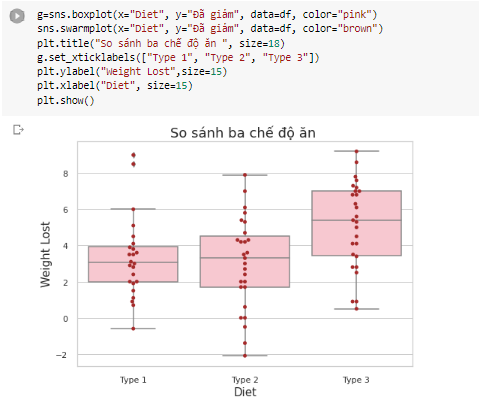 g=sns.boxplot(x="Diet", y="Đã giảm", data=df, color="pink")
sns.swarmplot(x="Diet", y="Đã giảm", data=df, color="brown")
plt.title("So sánh ba chế độ ăn ", size=18)
g.set_xticklabels(["Type 1", "Type 2", "Type 3"])
plt.ylabel("Weight Lost",size=15)
plt.xlabel("Diet", size=15)
plt.show()
So sánh ba chế độ ăn
Weight Lost
8
6
4
2
0
−2
Type 1 Type 2 Type 3
Diet